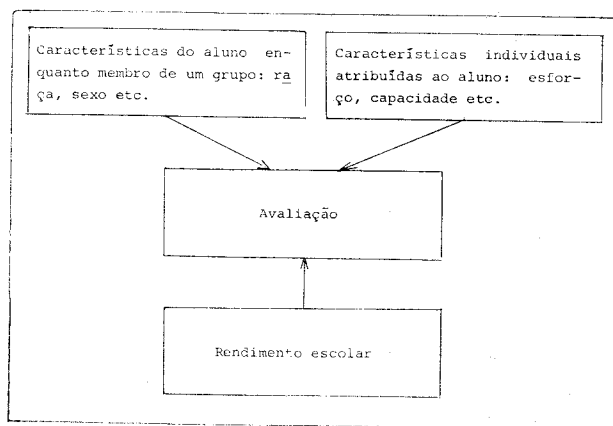 Características do aluno en-
quanto membro de um grupo: ra
ça, sexo etc.
Características individuais
atribuídas ao aluno: esfor-
ço, capacidade etc.
Avaliação
Rendimento escolar